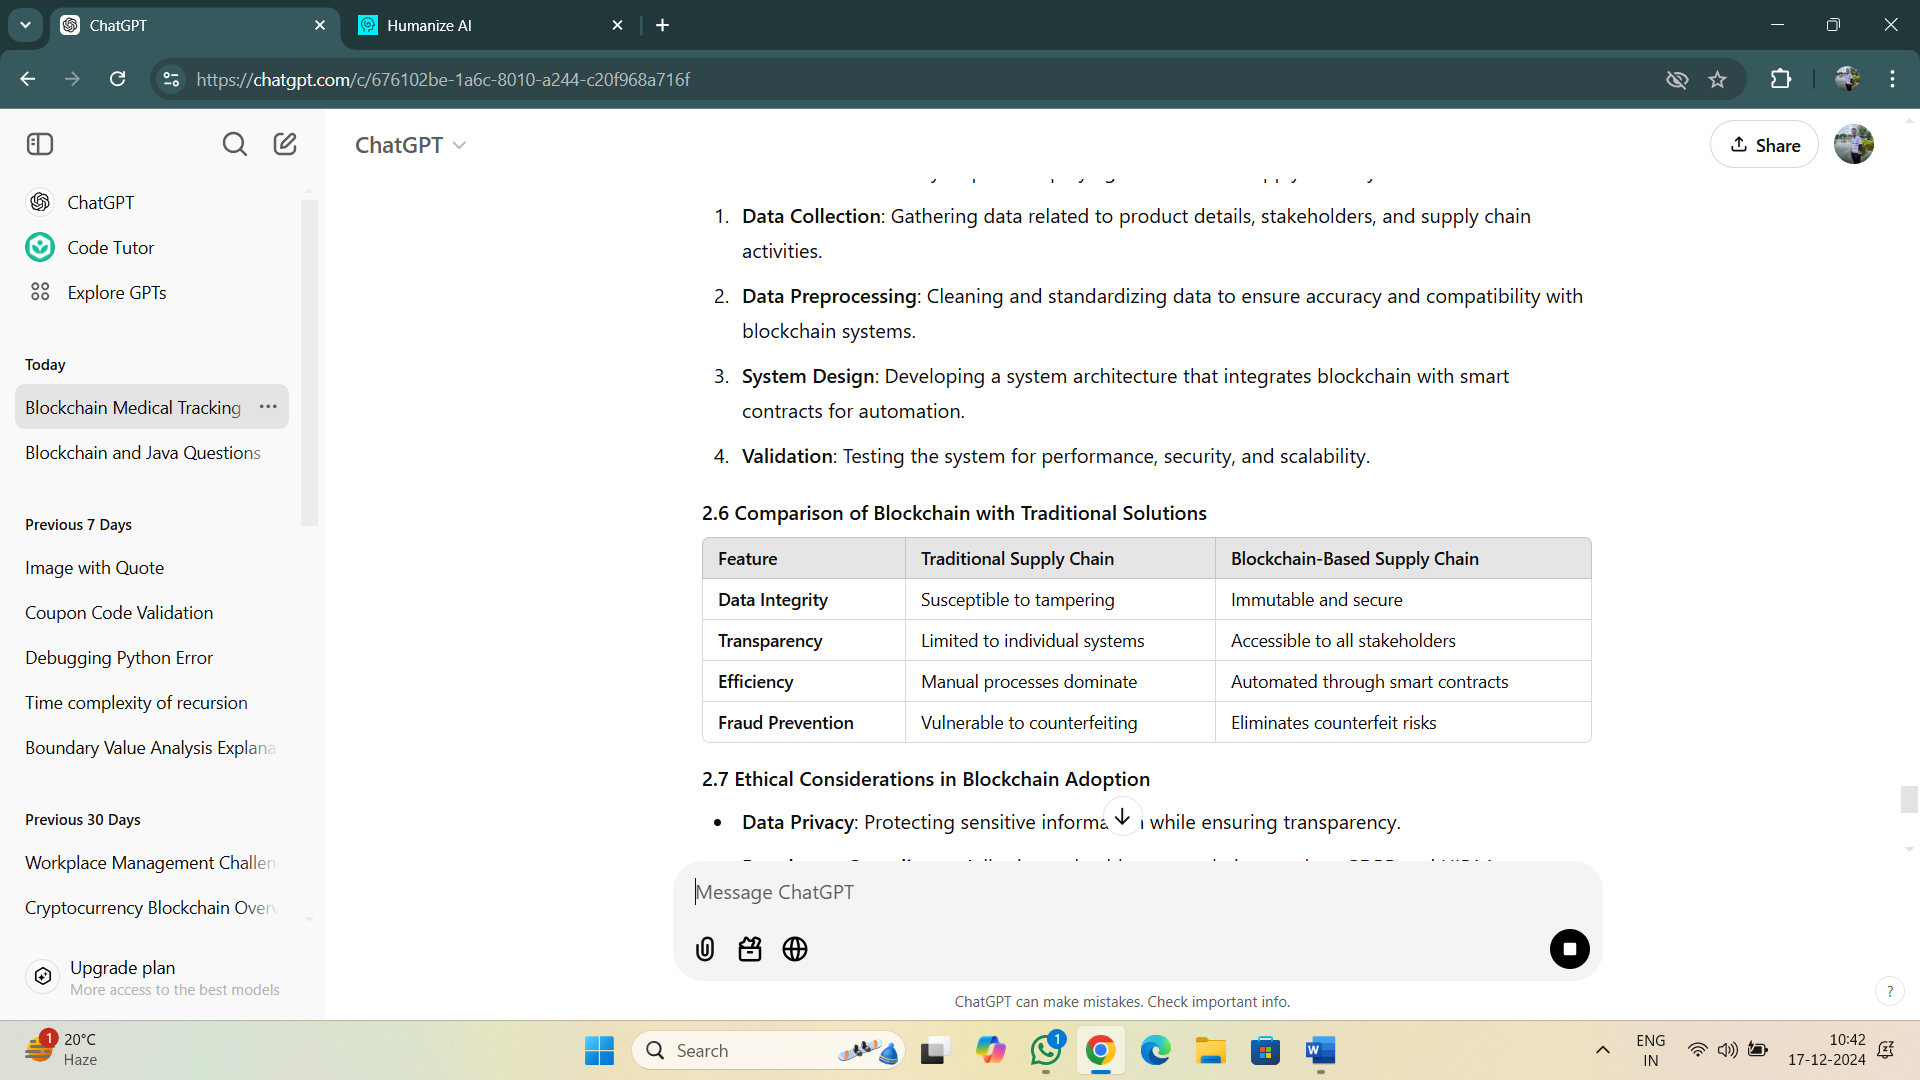 ChatGPT
Humanize AI
https://chatgpt.com/c/676102be-1a6c-8010-a244-c20f968a716f
ChatGPT
Share
ChatGPT
Code Tutor
Explore GPTs
Today
Blockchain Medical Tracking
Blockchain and Java Questions
Previous 7 Days
Image with Quote
Coupon Code Validation
Debugging Python Error
Time complexity of recursion
Boundary Value Analysis Explana
Previous 30 Days
Workplace Management Challen
Cryptocurrency Blockchain Overv
Upgrade plan
More access to the best models
1. Data Collection: Gathering data related to product details, stakeholders, and supply chain
activities.
2. Data Preprocessing: Cleaning and standardizing data to ensure accuracy and compatibility with
blockchain systems.
3. System Design: Developing a system architecture that integrates blockchain with smart
contracts for automation.
4. Validation: Testing the system for performance, security, and scalability.
2.6 Comparison of Blockchain with Traditional Solutions
Feature Traditional Supply Chain Blockchain-Based Supply Chain
Data Integrity Susceptible to tampering Immutable and secure
Transparency Limited to individual systems Accessible to all stakeholders
Efficiency Manual processes dominate Automated through smart contracts
Fraud Prevention Vulnerable to counterfeiting Eliminates counterfeit risks
2.7 Ethical Considerations in Blockchain Adoption
• Data Privacy: Protecting sensitive informa while ensuring transparency.
Message ChatGPT
ChatGPT can make mistakes. Check important info.
?
1
20°C
Haze
Search
1
ENG
IN
10:42
17-12-2024